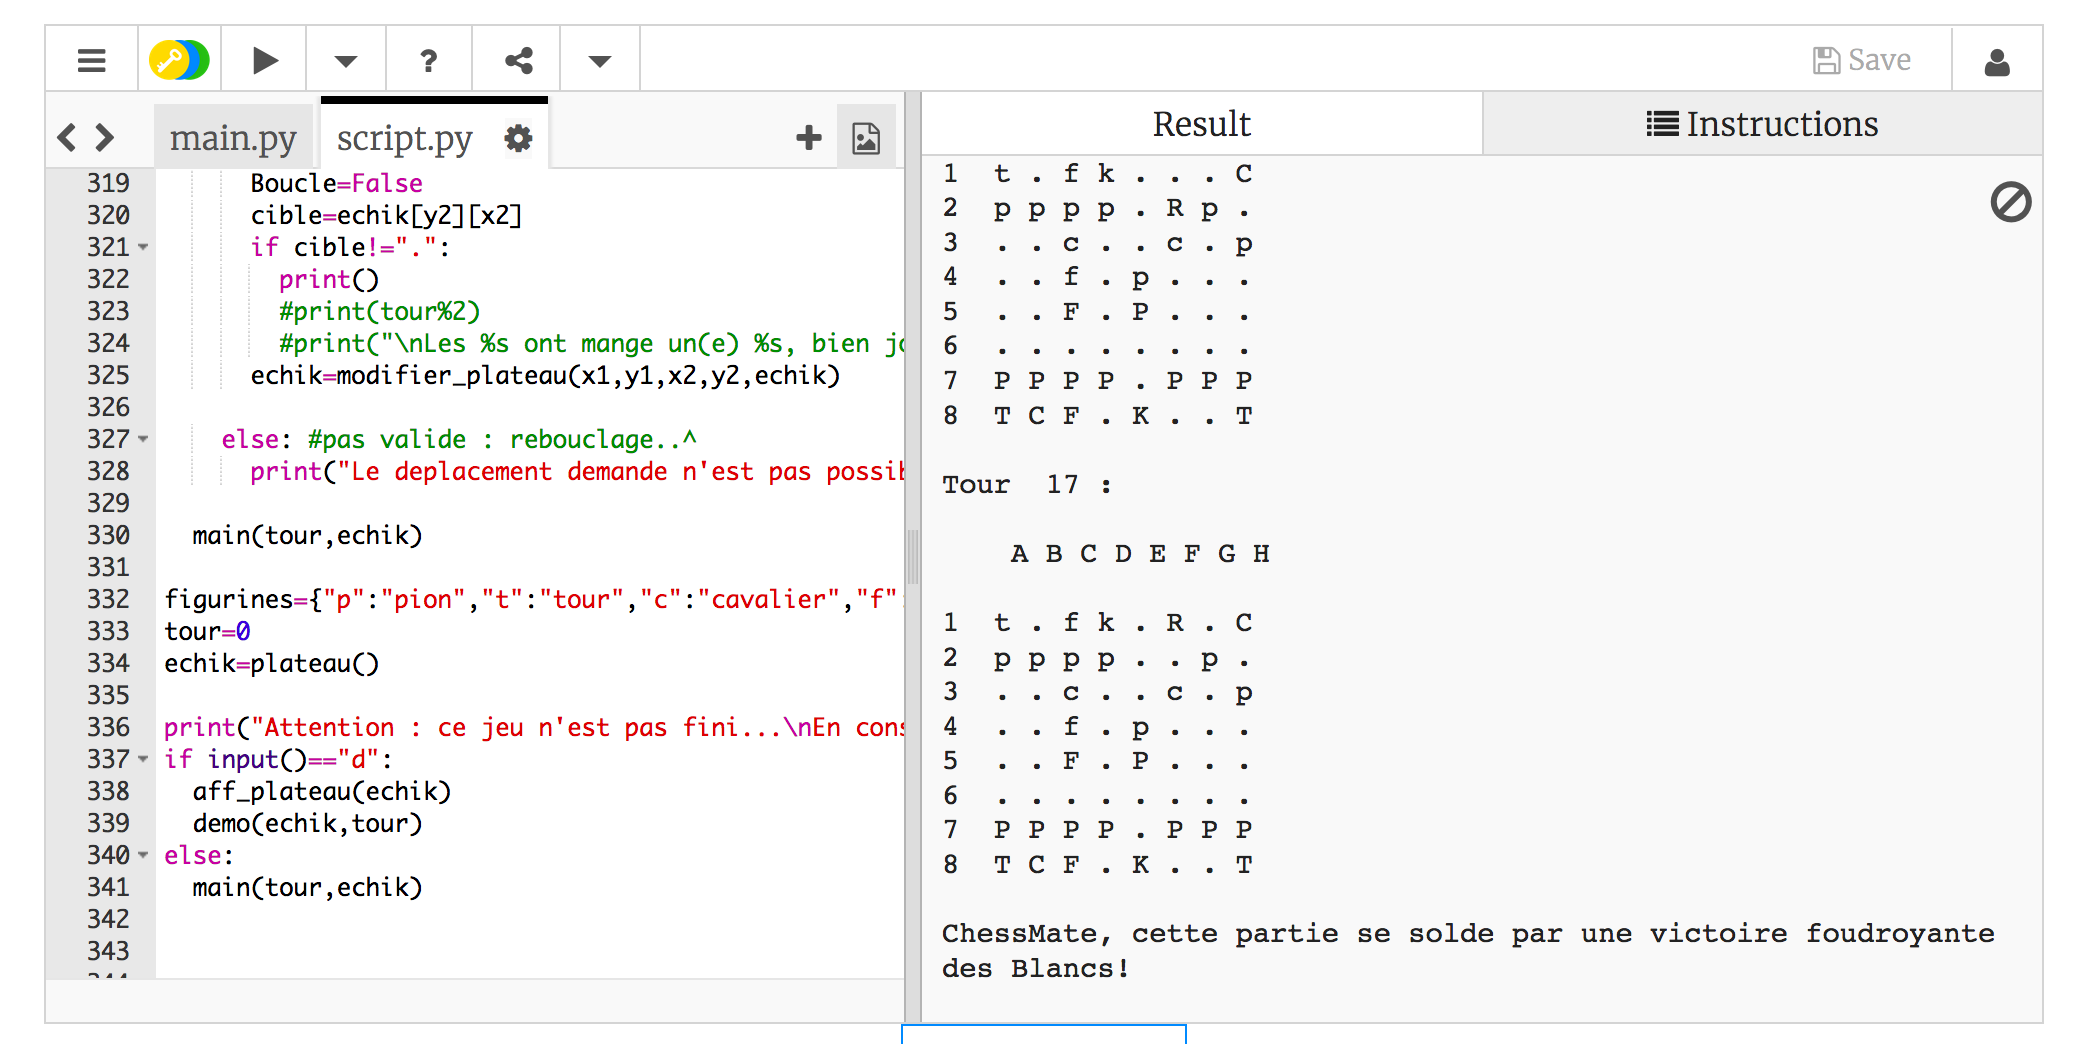 ?
Save
main.py
script.py
Result
Instructions
319 Boucle=False
320 cible=echik[y2][x2]
321 if cible!=".":
322 print()
323 #print(tour%2)
324 #print("\nLes %s ont mange un(e) %s, bien jo
325 echik=modifier_plateau(x1,y1,x2,y2,echik)
326
327 else: #pas valide : rebouclage..^
328 print("Le deplacement demande n'est pas possib
329
330 main(tour,echik)
331
332 figurines={"p":"pion","t":"tour","c":"cavalier","f":
333 tour=0
334 echik=plateau()
335
336 print("Attention : ce jeu n'est pas fini...\nEn cons
337 if input()=="d":
338 aff_plateau(echik)
339 demo(echik,tour)
340 else:
341 main(tour,echik)
342
343
344
1 t . f k . . . C
2 p p p p . R p .
3 . . c . . c . p
4 . . f . p . . .
5 . . F . P . . .
6 . . . . . . . .
7 P P P P . P P P
8 T C F . K . . T
Tour 17 :
A B C D E F G H
1 t . f k . R . C
2 p p p p . . p .
3 . . c . . c . p
4 . . f . p . . .
5 . . F . P . . .
6 . . . . . . . .
7 P P P P . P P P
8 T C F . K . . T
ChessMate, cette partie se solde par une victoire foudroyante
des Blancs!